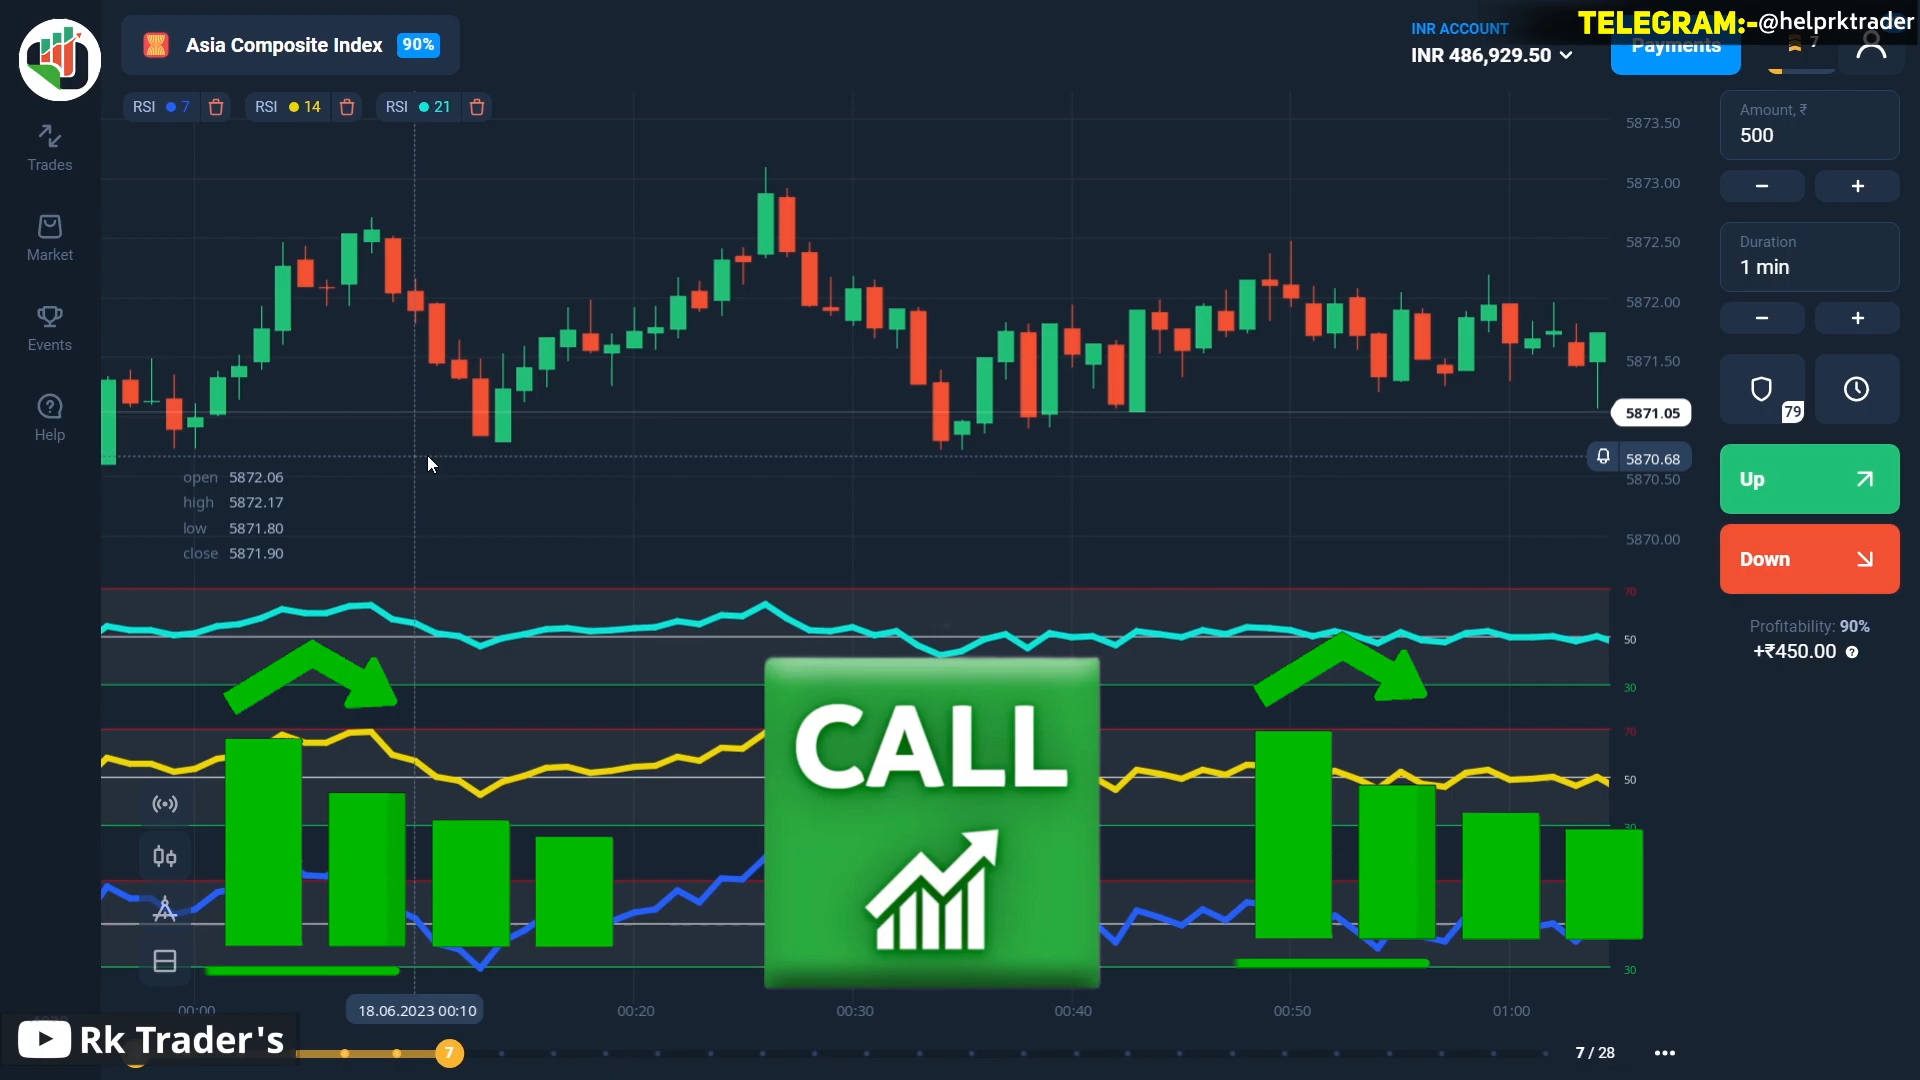 TELEGRAM:-@helprktrader
Asia Composite Index 90%
INR ACCOUNT
INR 486,929.50
Payments
7
RSI 7
RSI 14
RSI 21
Trades
Market
Events
Help
5873.50
5873.00
5872.50
5872.00
5871.50
5871.05
5870.68
5870.50
5870.00
open 5872.06
high 5872.17
low 5871.80
close 5871.90
Amount, ₹
500
− +
Duration
1 min
− +
79
Up
Down
Profitability: 90%
+₹450.00 ?
70
50
30
70
50
30
30
CALL
00:00
18.06.2023 00:10
00:20
00:30
00:40
00:50
01:00
Rk Trader's
7
7 / 28